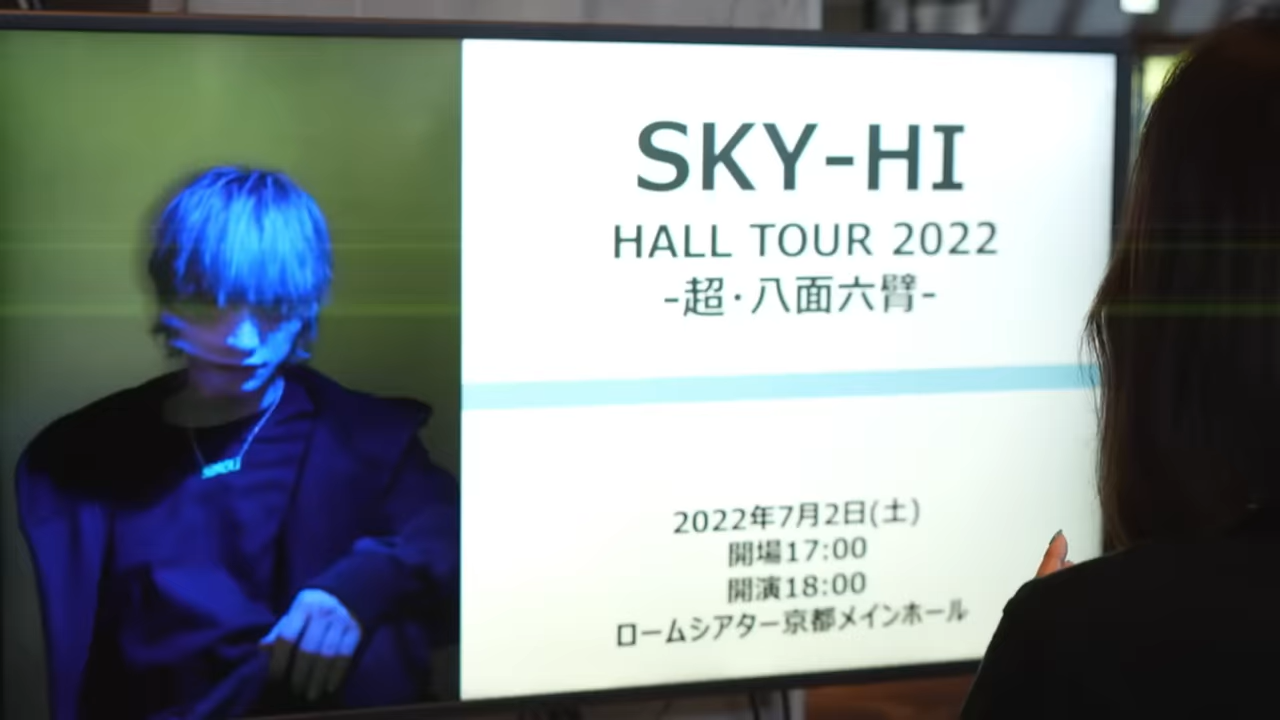 SKY-HI
HALL TOUR 2022
-超・八面六臂-
2022年7月2日(土)
開場17:00
開演18:00
ロームシアター京都メインホール